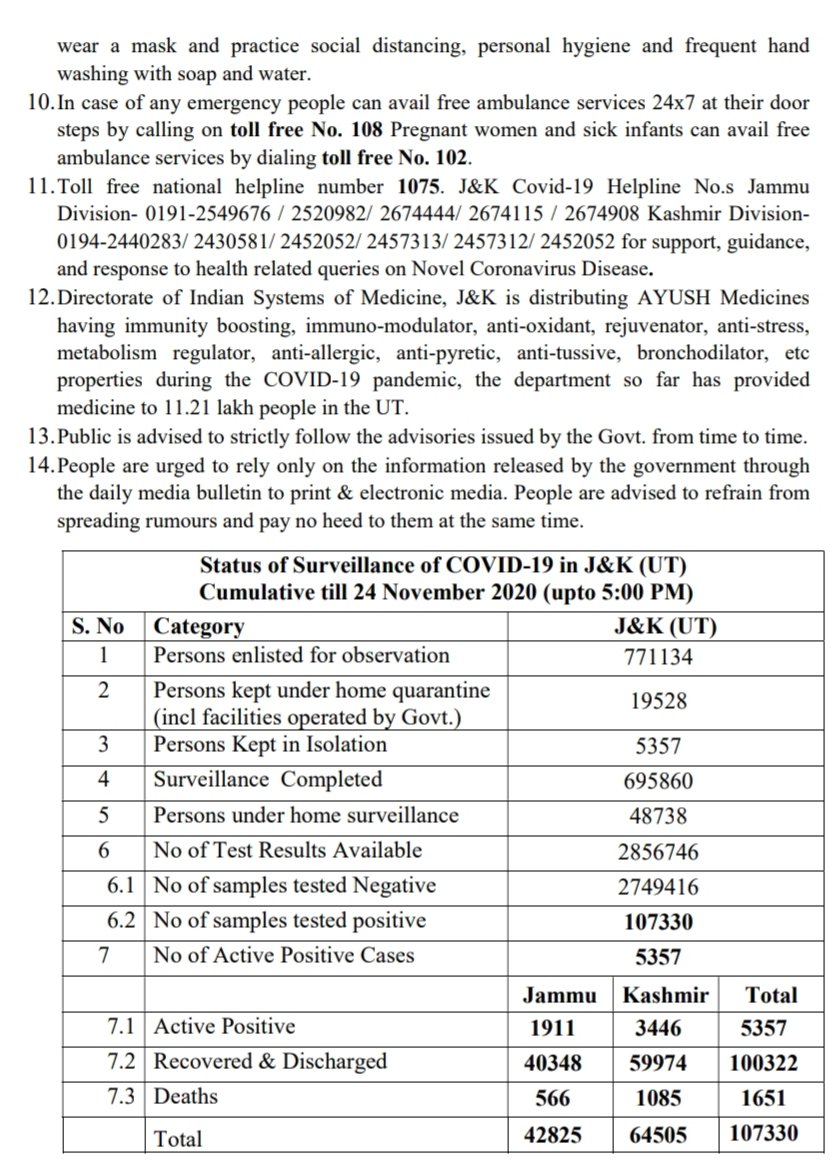 wear a mask and practice social distancing, personal hygiene and frequent hand
washing with soap and water.
10.In case of any emergency people can avail free ambulance services 24x7 at their door
steps by calling on toll free No. 108 Pregnant women and sick infants can avail free
ambulance services by dialing toll free No. 102.
11.Toll free national helpline number 1075. J&K Covid-19 Helpline No.s Jammu
Division- 0191-2549676 / 2520982/ 2674444/ 2674115 / 2674908 Kashmir Division-
0194-2440283/ 2430581/ 2452052/ 2457313/ 2457312/ 2452052 for support, guidance,
and response to health related queries on Novel Coronavirus Disease.
12.Directorate of Indian Systems of Medicine, J&K is distributing AYUSH Medicines
having immunity boosting, immuno-modulator, anti-oxidant, rejuvenator, anti-stress,
metabolism regulator, anti-allergic, anti-pyretic, anti-tussive, bronchodilator, etc
properties during the COVID-19 pandemic, the department so far has provided
medicine to 11.21 lakh people in the UT.
13.Public is advised to strictly follow the advisories issued by the Govt. from time to time.
14.People are urged to rely only on the information released by the government through
the daily media bulletin to print & electronic media. People are advised to refrain from
spreading rumours and pay no heed to them at the same time.
Status of Surveillance of COVID-19 in J&K (UT)
Cumulative till 24 November 2020 (upto 5:00 PM)
S. No Category J&K (UT)
1 Persons enlisted for observation 771134
2 Persons kept under home quarantine
(incl facilities operated by Govt.) 19528
3 Persons Kept in Isolation 5357
4 Surveillance Completed 695860
5 Persons under home surveillance 48738
6 No of Test Results Available 2856746
6.1 No of samples tested Negative 2749416
6.2 No of samples tested positive 107330
7 No of Active Positive Cases 5357
Jammu Kashmir Total
7.1 Active Positive 1911 3446 5357
7.2 Recovered & Discharged 40348 59974 100322
7.3 Deaths 566 1085 1651
Total 42825 64505 107330